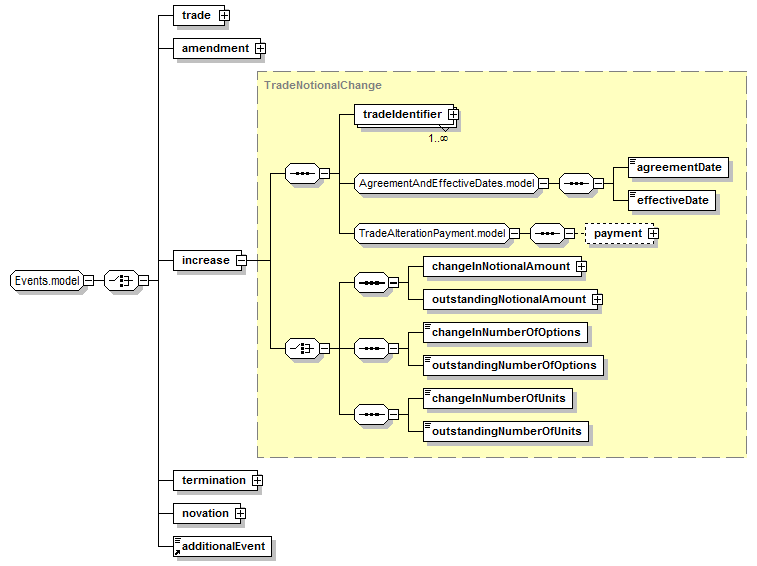 trade
amendment
TradeNotionalChange
tradeIdentifier
1..∞
AgreementAndEffectiveDates.model
agreementDate
effectiveDate
TradeAlterationPayment.model
payment
increase
Events.model
changeInNotionalAmount
outstandingNotionalAmount
changeInNumberOfOptions
outstandingNumberOfOptions
changeInNumberOfUnits
outstandingNumberOfUnits
termination
novation
additionalEvent